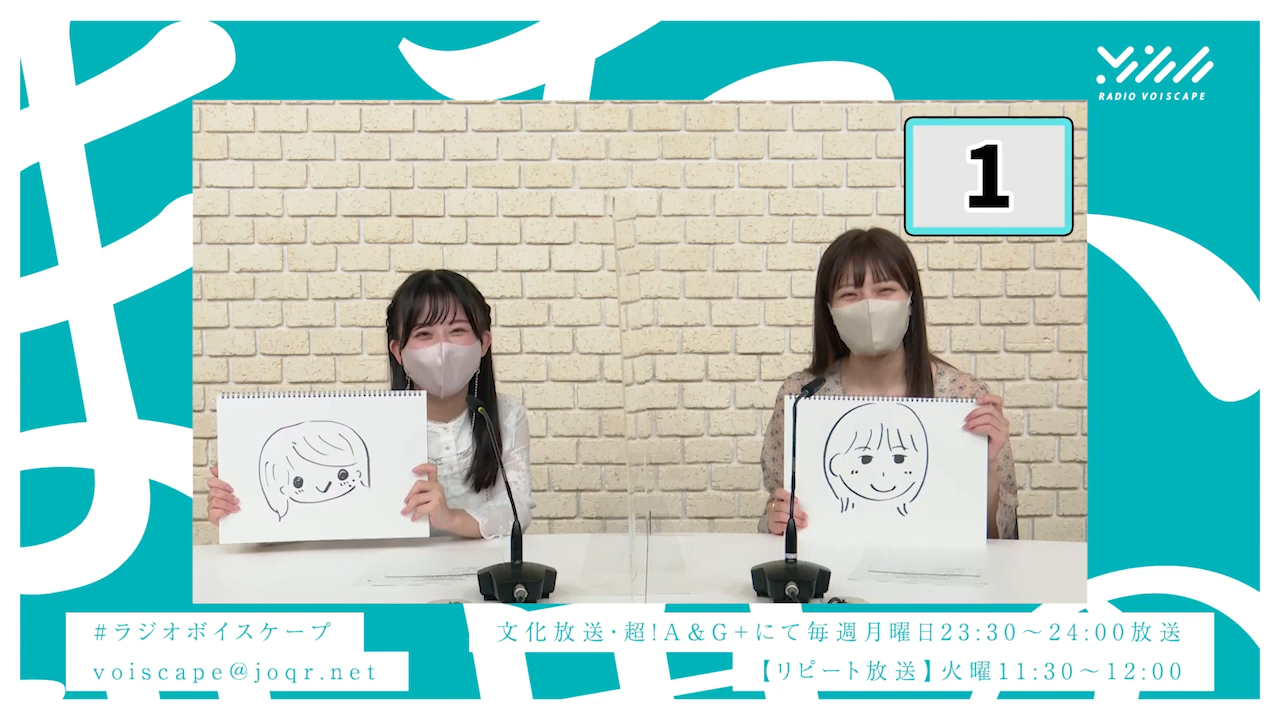 RADIO VOISCAPE
1
#ラジオボイスケープ
voiscape@joqr.net
文化放送・超!A&G+にて毎週月曜日23:30〜24:00放送
【リピート放送】火曜11:30〜12:00